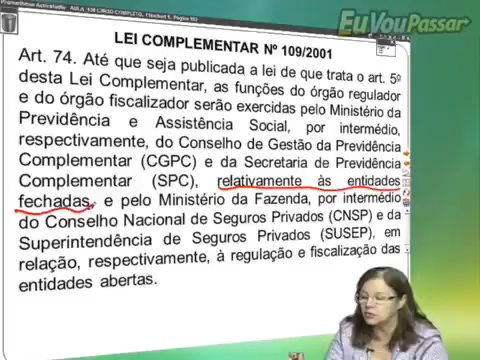 EuVouPassar
LEI COMPLEMENTAR Nº 109/2001
Art. 74. Até que seja publicada a lei de que trata o art. 5º
desta Lei Complementar, as funções do órgão regulador
e do órgão fiscalizador serão exercidas pelo Ministério da
Previdência e Assistência Social, por intermédio,
respectivamente, do Conselho de Gestão da Previdência
Complementar (CGPC) e da Secretaria de Previdência
Complementar (SPC), relativamente às entidades
fechadas, e pelo Ministério da Fazenda, por intermédio
do Conselho Nacional de Seguros Privados (CNSP) e da
Superintendência de Seguros Privados (SUSEP), em
relação, respectivamente, à regulação e fiscalização das
entidades abertas.